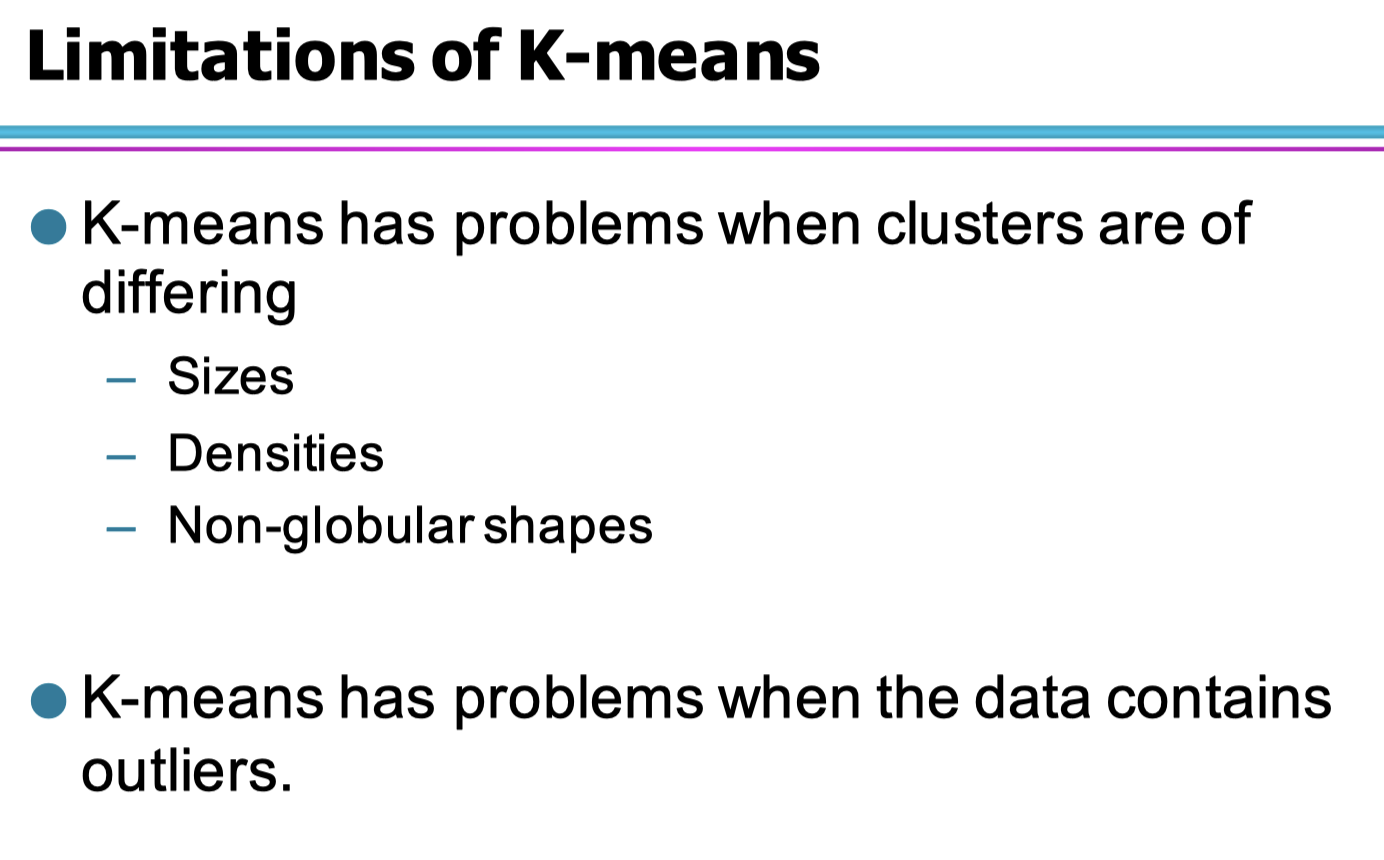 Limitations of K-means
● K-means has problems when clusters are of
differing
– Sizes
– Densities
– Non-globular shapes
● K-means has problems when the data contains
outliers.